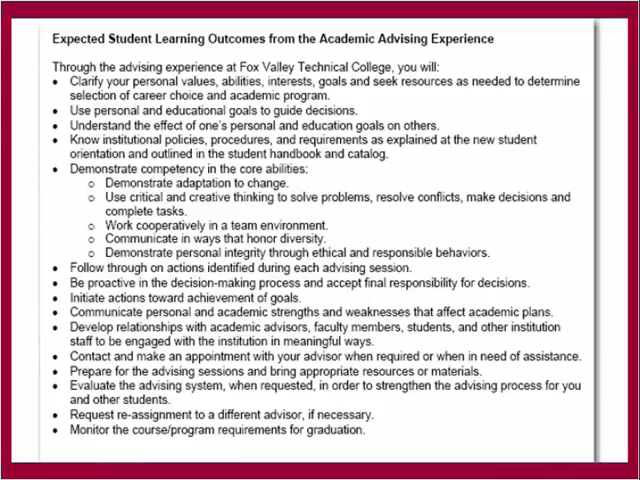 Expected Student Learning Outcomes from the Academic Advising Experience
Through the advising experience at Fox Valley Technical College, you will:
• Clarify your personal values, abilities, interests, goals and seek resources as needed to determine
selection of career choice and academic program.
• Use personal and educational goals to guide decisions.
• Understand the effect of one's personal and education goals on others.
• Know institutional policies, procedures, and requirements as explained at the new student
orientation and outlined in the student handbook and catalog.
• Demonstrate competency in the core abilities:
o Demonstrate adaptation to change.
o Use critical and creative thinking to solve problems, resolve conflicts, make decisions and
complete tasks.
o Work cooperatively in a team environment.
o Communicate in ways that honor diversity.
o Demonstrate personal integrity through ethical and responsible behaviors.
• Follow through on actions identified during each advising session.
• Be proactive in the decision-making process and accept final responsibility for decisions.
• Initiate actions toward achievement of goals.
• Communicate personal and academic strengths and weaknesses that affect academic plans.
• Develop relationships with academic advisors, faculty members, students, and other institution
staff to be engaged with the institution in meaningful ways.
• Contact and make an appointment with your advisor when required or when in need of assistance.
• Prepare for the advising sessions and bring appropriate resources or materials.
• Evaluate the advising system, when requested, in order to strengthen the advising process for you
and other students.
• Request re-assignment to a different advisor, if necessary.
• Monitor the course/program requirements for graduation.